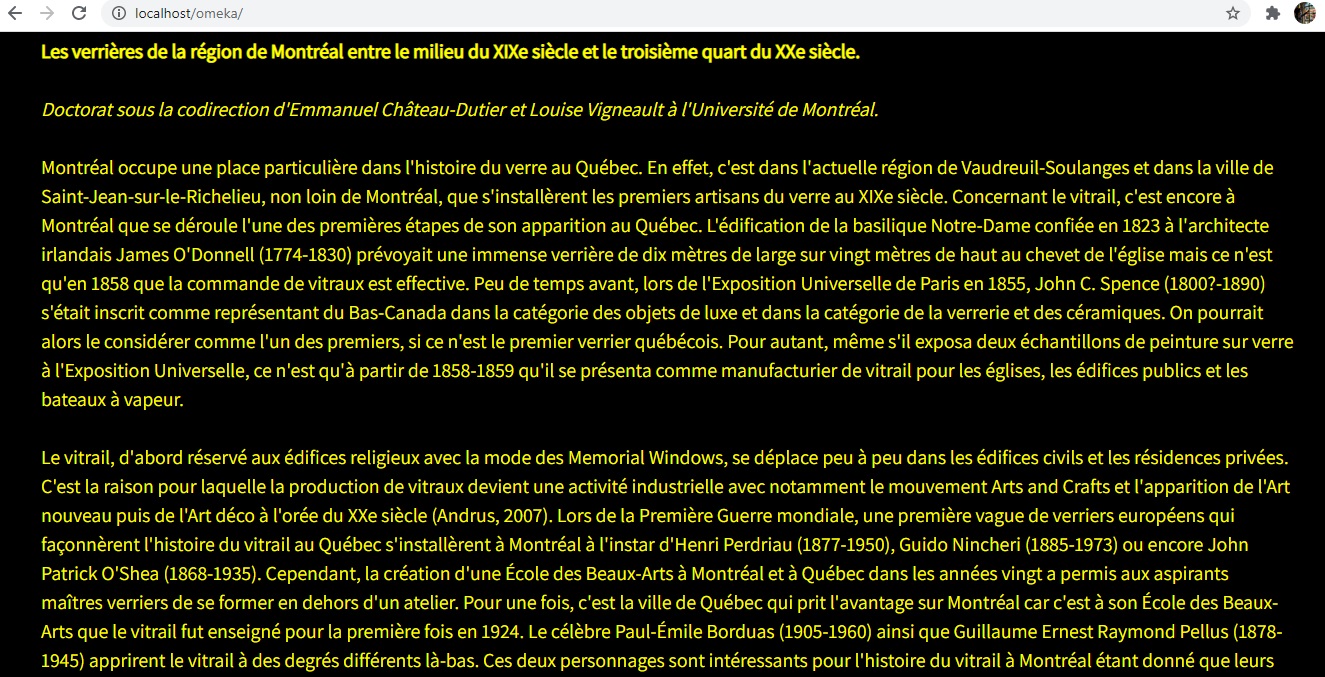 localhost/omeka/
Les verrières de la région de Montréal entre le milieu du XIXe siècle et le troisième quart du XXe siècle.
Doctorat sous la codirection d'Emmanuel Château-Dutier et Louise Vigneault à l'Université de Montréal.
Montréal occupe une place particulière dans l'histoire du verre au Québec. En effet, c'est dans l'actuelle région de Vaudreuil-Soulanges et dans la ville de
Saint-Jean-sur-le-Richelieu, non loin de Montréal, que s'installèrent les premiers artisans du verre au XIXe siècle. Concernant le vitrail, c'est encore à
Montréal que se déroule l'une des premières étapes de son apparition au Québec. L'édification de la basilique Notre-Dame confiée en 1823 à l'architecte
irlandais James O'Donnell (1774-1830) prévoyait une immense verrière de dix mètres de large sur vingt mètres de haut au chevet de l'église mais ce n'est
qu'en 1858 que la commande de vitraux est effective. Peu de temps avant, lors de l'Exposition Universelle de Paris en 1855, John C. Spence (1800?-1890)
s'était inscrit comme représentant du Bas-Canada dans la catégorie des objets de luxe et dans la catégorie de la verrerie et des céramiques. On pourrait
alors le considérer comme l'un des premiers, si ce n'est le premier verrier québécois. Pour autant, même s'il exposa deux échantillons de peinture sur verre
à l'Exposition Universelle, ce n'est qu'à partir de 1858-1859 qu'il se présenta comme manufacturier de vitrail pour les églises, les édifices publics et les
bateaux à vapeur.
Le vitrail, d'abord réservé aux édifices religieux avec la mode des Memorial Windows, se déplace peu à peu dans les édifices civils et les résidences privées.
C'est la raison pour laquelle la production de vitraux devient une activité industrielle avec notamment le mouvement Arts and Crafts et l'apparition de l'Art
nouveau puis de l'Art déco à l'orée du XXe siècle (Andrus, 2007). Lors de la Première Guerre mondiale, une première vague de verriers européens qui
façonnèrent l'histoire du vitrail au Québec s'installèrent à Montréal à l'instar d'Henri Perdriau (1877-1950), Guido Nincheri (1885-1973) ou encore John
Patrick O'Shea (1868-1935). Cependant, la création d'une École des Beaux-Arts à Montréal et à Québec dans les années vingt a permis aux aspirants
maîtres verriers de se former en dehors d'un atelier. Pour une fois, c'est la ville de Québec qui prit l'avantage sur Montréal car c'est à son École des Beaux-
Arts que le vitrail fut enseigné pour la première fois en 1924. Le célèbre Paul-Émile Borduas (1905-1960) ainsi que Guillaume Ernest Raymond Pellus (1878-
1945) apprirent le vitrail à des degrés différents là-bas. Ces deux personnages sont intéressants pour l'histoire du vitrail à Montréal étant donné que leurs